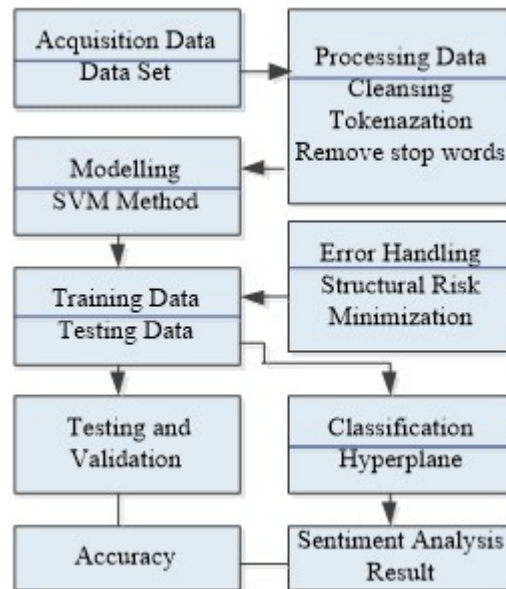 Acquisition Data
Data Set
Processing Data
Cleansing
Tokenazation
Remove stop words
Modelling
SVM Method
Error Handling
Structural Risk
Minimization
Training Data
Testing Data
Testing and
Validation
Classification
Hyperplane
Accuracy
Sentiment Analysis
Result